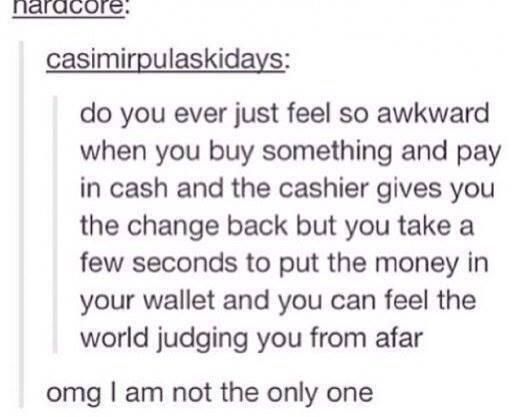 hardcore:
casimirpulaskidays:
do you ever just feel so awkward
when you buy something and pay
in cash and the cashier gives you
the change back but you take a
few seconds to put the money in
your wallet and you can feel the
world judging you from afar
omg I am not the only one